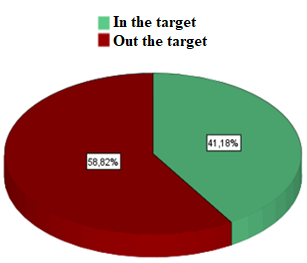 In the target
Out the target
41,18%
58,82%